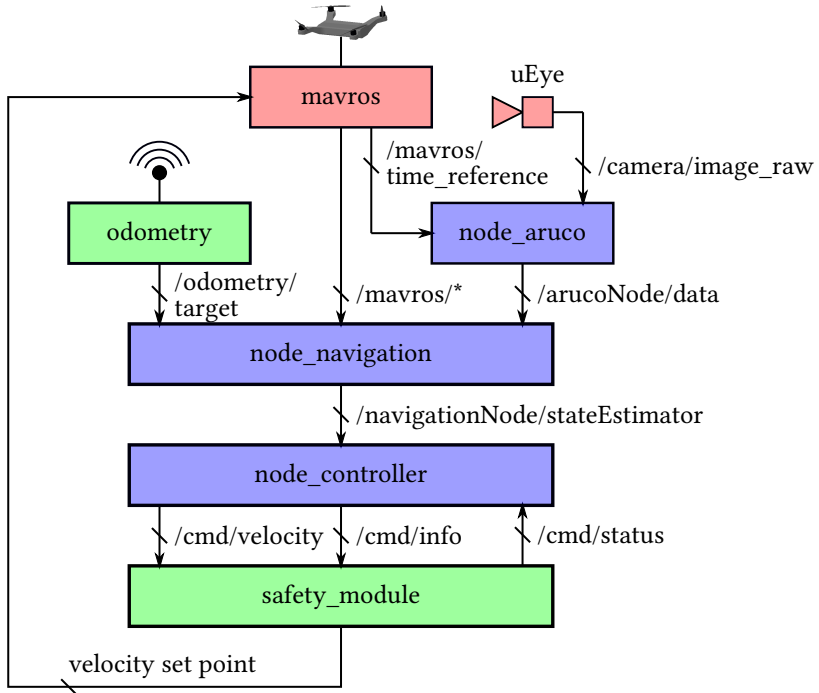 uEye
mavros
/mavros/
time_reference
/camera/image_raw
odometry
node_aruco
/odometry/
target
/mavros/*
/arucoNode/data
node_navigation
/navigationNode/stateEstimator
node_controller
/cmd/velocity
/cmd/info
/cmd/status
safety_module
velocity set point